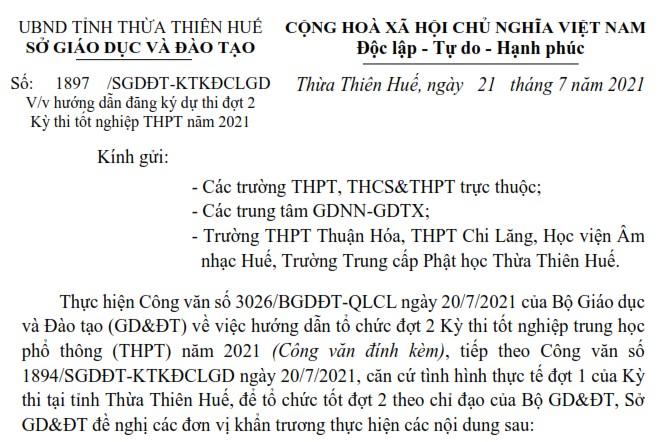 UBND TỈNH THỪA THIÊN HUẾ
SỞ GIÁO DỤC VÀ ĐÀO TẠO
CỘNG HOÀ XÃ HỘI CHỦ NGHĨA VIỆT NAM
Độc lập - Tự do - Hạnh phúc
Số: 1897 /SGDĐT-KTKĐCLGD
V/v hướng dẫn đăng ký dự thi đợt 2
Kỳ thi tốt nghiệp THPT năm 2021
Thừa Thiên Huế, ngày 21 tháng 7 năm 2021
Kính gửi:
- Các trường THPT, THCS&THPT trực thuộc;
- Các trung tâm GDNN-GDTX;
- Trường THPT Thuận Hóa, THPT Chi Lăng, Học viện Âm
nhạc Huế, Trường Trung cấp Phật học Thừa Thiên Huế.
Thực hiện Công văn số 3026/BGDĐT-QLCL ngày 20/7/2021 của Bộ Giáo dục
và Đào tạo (GD&ĐT) về việc hướng dẫn tổ chức đợt 2 Kỳ thi tốt nghiệp trung học
phổ thông (THPT) năm 2021 (Công văn đính kèm), tiếp theo Công văn số
1894/SGDĐT-KTKĐCLGD ngày 20/7/2021, căn cứ tình hình thực tế đợt 1 của Kỳ
thi tại tỉnh Thừa Thiên Huế, để tổ chức tốt đợt 2 theo chỉ đạo của Bộ GD&ĐT, Sở
GD&ĐT đề nghị các đơn vị khẩn trương thực hiện các nội dung sau: